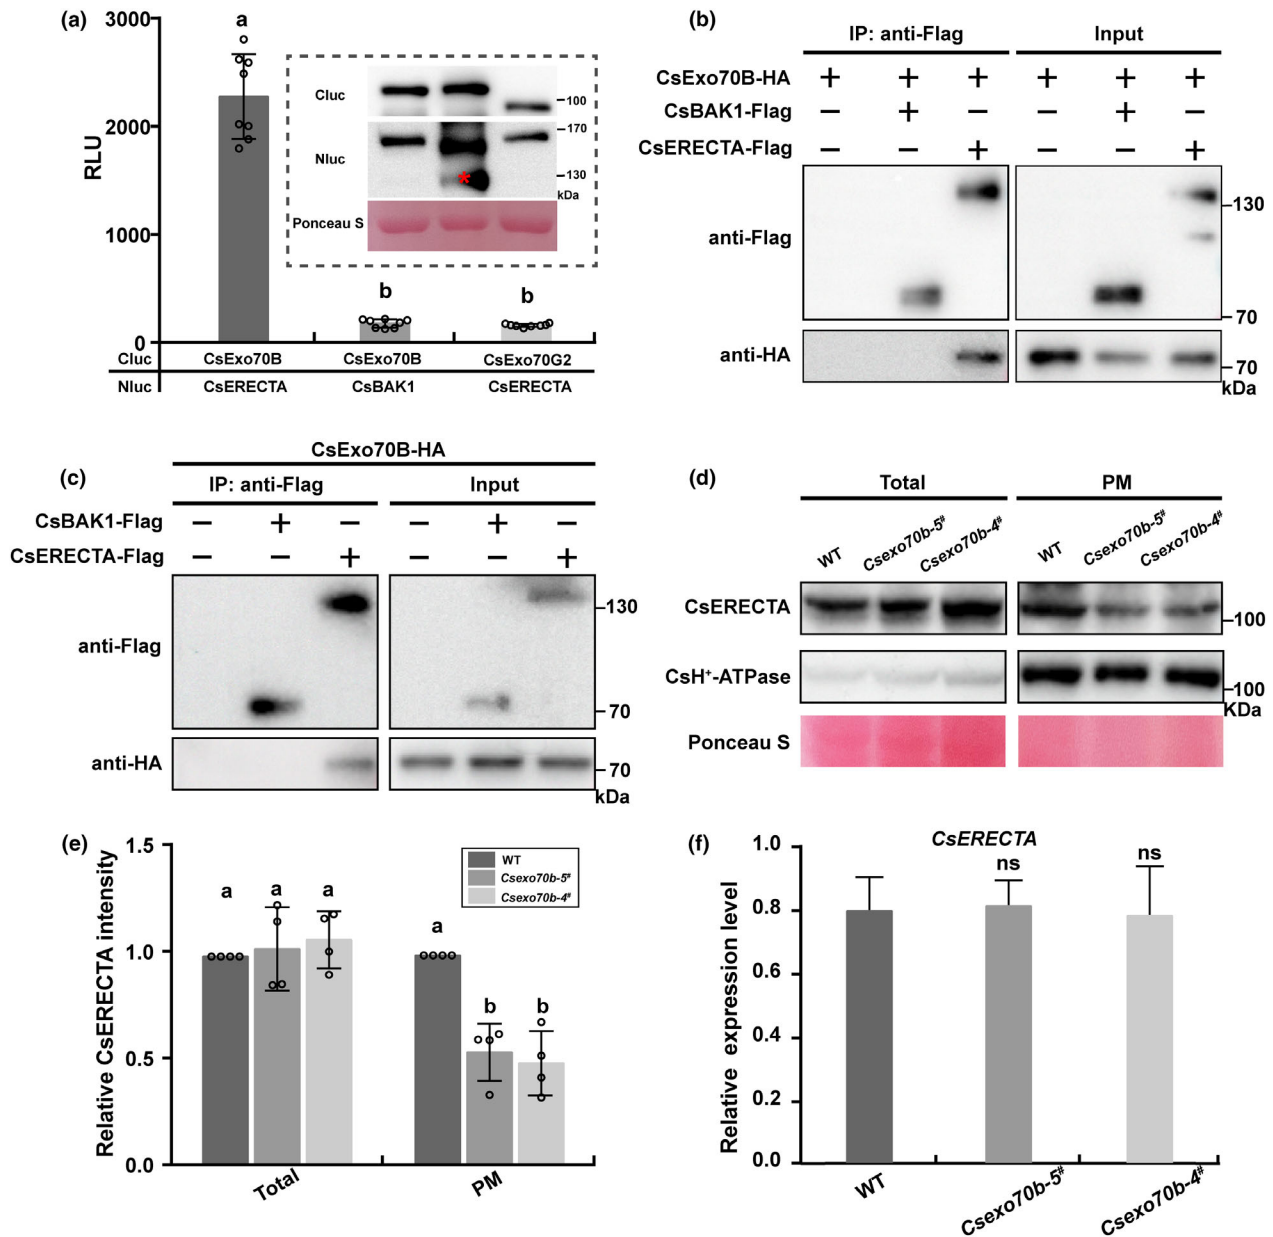 (a)
3000
2000
1000
0
RLU
a
b
b
Cluc
Nluc
Ponceau S
100
170
130
kDa
*
Cluc CsExo70B CsExo70B CsExo70G2
Nluc CsERECTA CsBAK1 CsERECTA
(b)
IP: anti-Flag Input
CsExo70B-HA + + + + + +
CsBAK1-Flag − + − − + −
CsERECTA-Flag − − + − − +
anti-Flag
130
70
anti-HA
70
kDa
(c)
CsExo70B-HA
IP: anti-Flag Input
CsBAK1-Flag − + − − + −
CsERECTA-Flag − − + − − +
anti-Flag
130
70
anti-HA
70
kDa
(d)
Total PM
WT Csexo70b-5# Csexo70b-4# WT Csexo70b-5# Csexo70b-4#
CsERECTA
100
CsH+-ATPase
100
KDa
Ponceau S
(e)
1.5
1.0
0.5
0.0
Relative CsERECTA intensity
WT
Csexo70b-5#
Csexo70b-4#
a a a a b b
Total PM
(f)
CsERECTA
1.0
0.8
0.6
0.4
0.2
0.0
Relative expression level
ns ns
WT Csexo70b-5# Csexo70b-4#